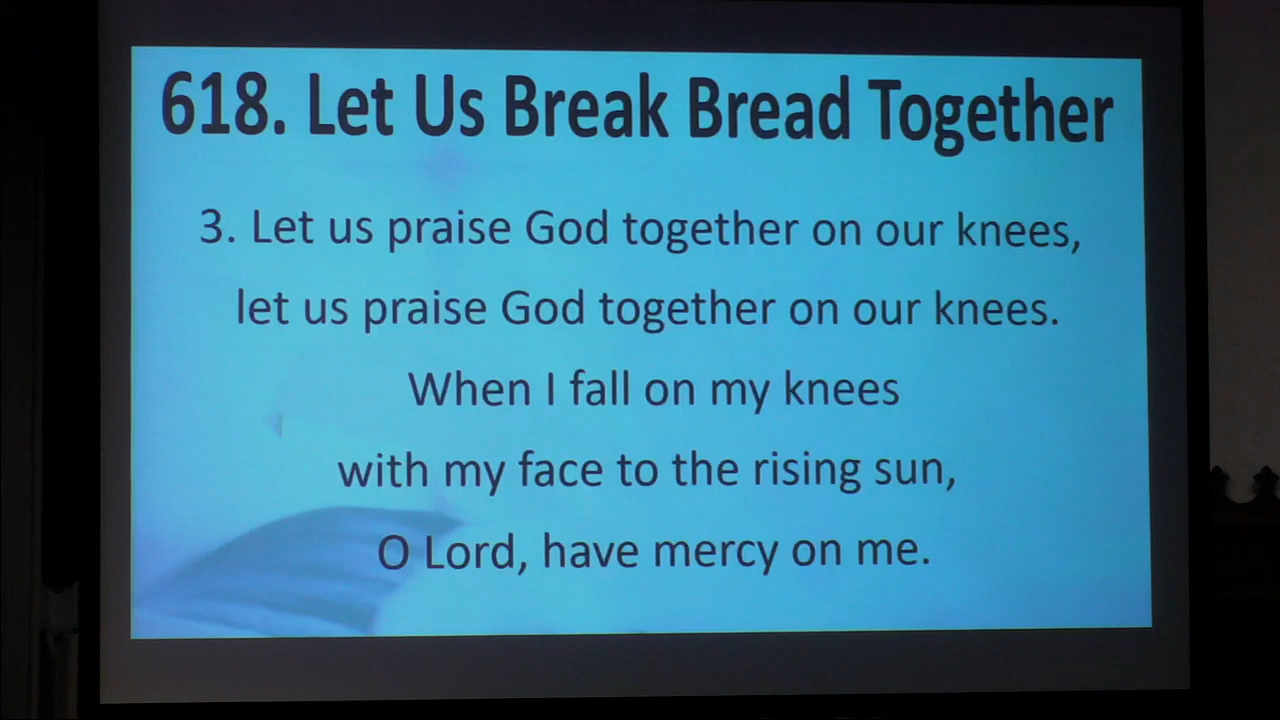 618. Let Us Break Bread Together
3. Let us praise God together on our knees,
let us praise God together on our knees.
When I fall on my knees
with my face to the rising sun,
O Lord, have mercy on me.